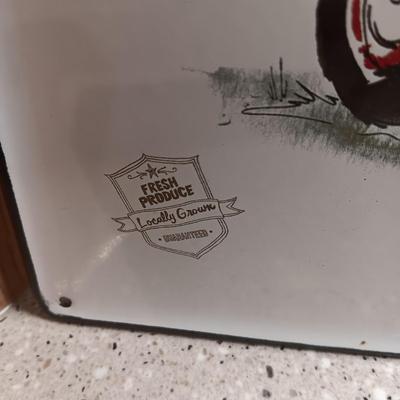 FRESH
PRODUCE
Locally Grown
• GUARANTEED •